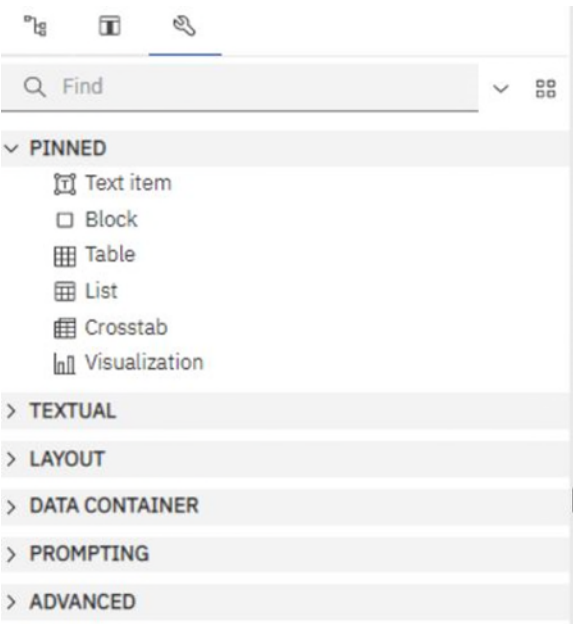 Find
PINNED
Text item
Block
Table
List
Crosstab
Visualization
TEXTUAL
LAYOUT
DATA CONTAINER
PROMPTING
ADVANCED